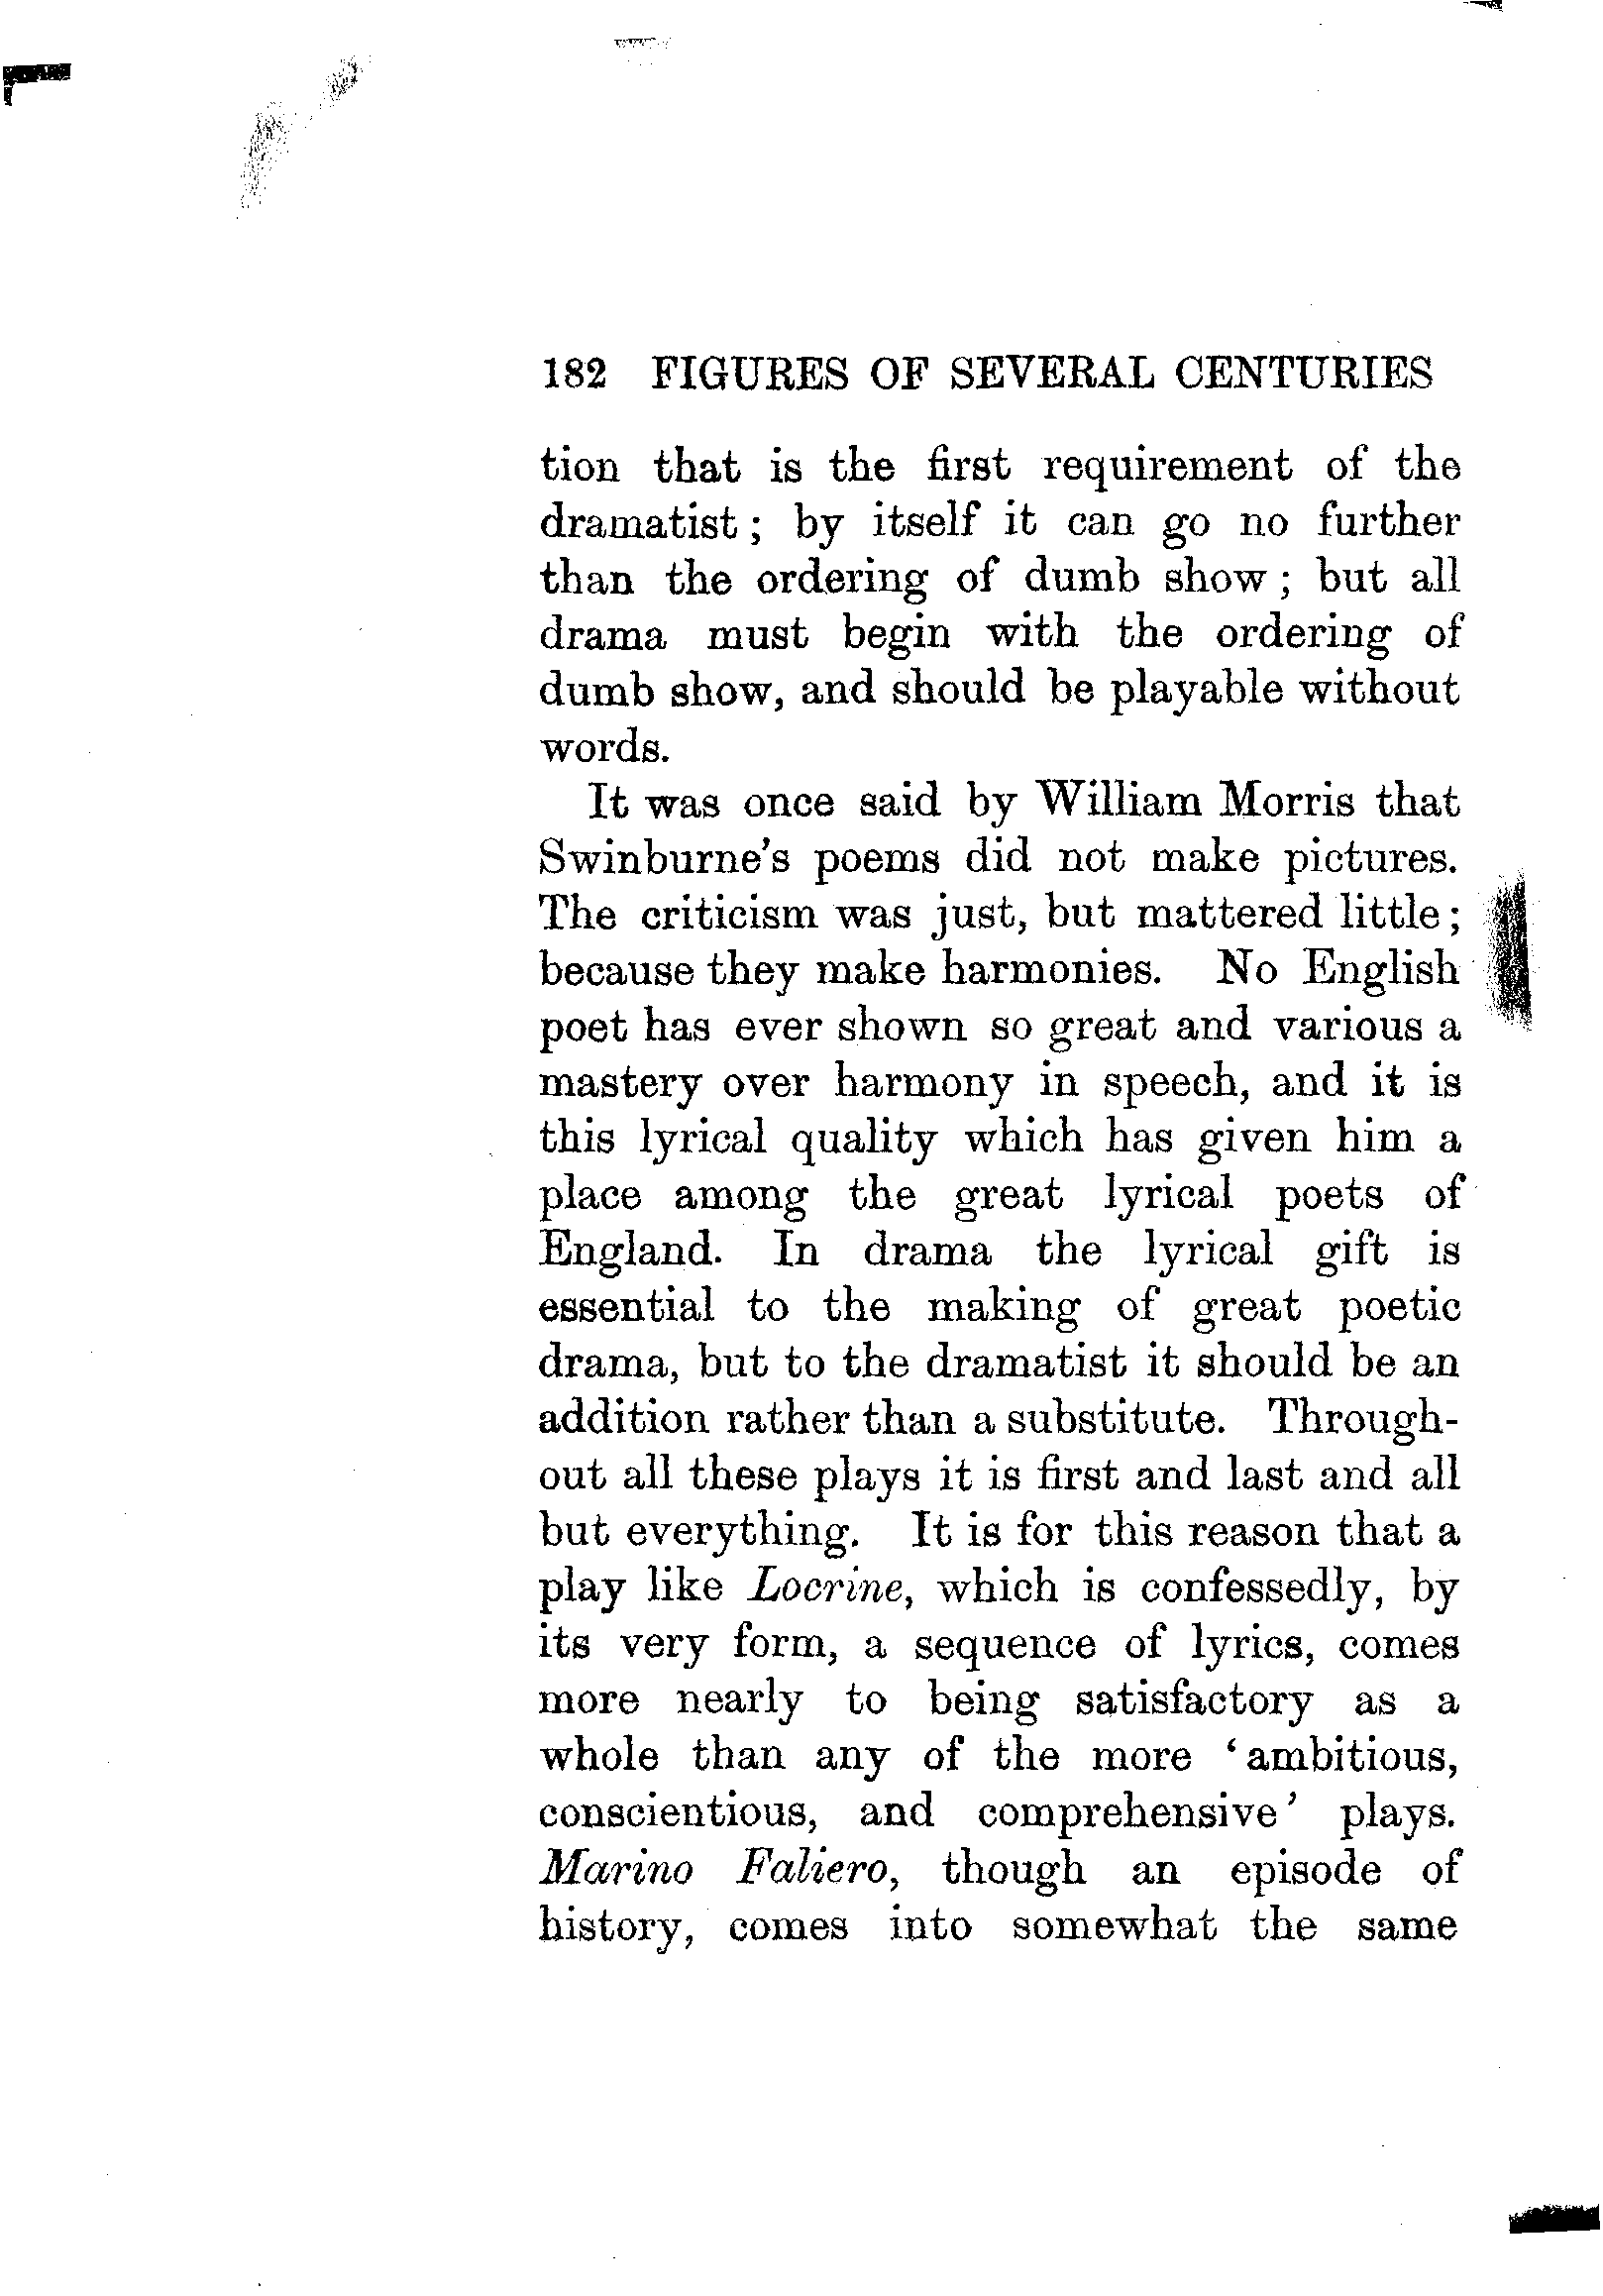 182 FIGURES OF SEVERAL CENTURIES
tion that is the first requirement of the
dramatist; by itself it can go no further
than the ordering of dumb show; but all
drama must begin with the ordering of
dumb show, and should be playable without
words.
It was once said by William Morris that
Swinburne's poems did not make pictures.
The criticism was just, but mattered little;
because they make harmonies. No English
poet has ever shown so great and various a
mastery over harmony in speech, and it is
this lyrical quality which has given him a
place among the great lyrical poets of
England. In drama the lyrical gift is
essential to the making of great poetic
drama, but to the dramatist it should be an
addition rather than a substitute. Through-
out all these plays it is first and last and all
but everything. It is for this reason that a
play like Locrine, which is confessedly, by
its very form, a sequence of lyrics, comes
more nearly to being satisfactory as a
whole than any of the more 'ambitious,
conscientious, and comprehensive' plays.
Marino Faliero, though an episode of
history, comes into somewhat the same